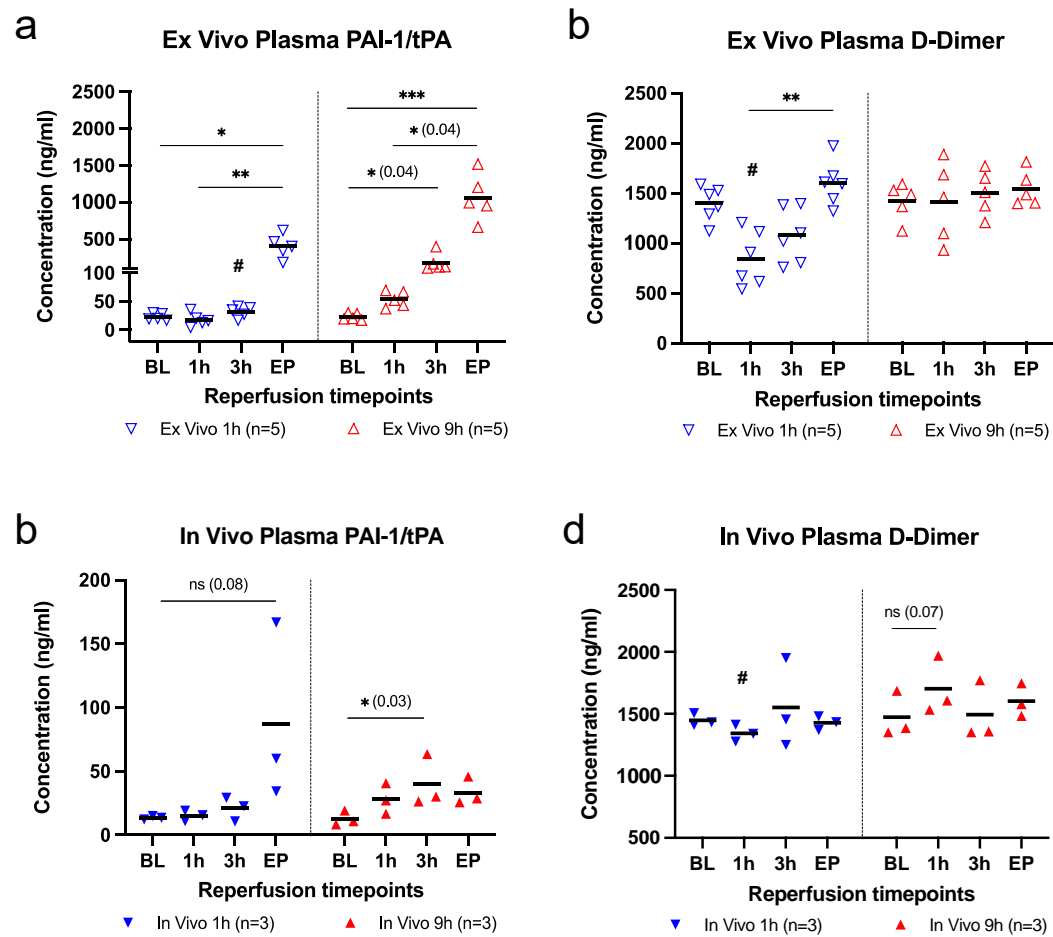 a
Ex Vivo Plasma PAI-1/tPA
Concentration (ng/ml)
2500
2000
1500
1000
500
100
50
0
***
* (0.04)
*
* (0.04)
**
#
BL 1h 3h EP BL 1h 3h EP
Reperfusion timepoints
Ex Vivo 1h (n=5) Ex Vivo 9h (n=5)
b
Ex Vivo Plasma D-Dimer
Concentration (ng/ml)
2500
2000
1500
1000
500
0
**
#
BL 1h 3h EP BL 1h 3h EP
Reperfusion timepoints
Ex Vivo 1h (n=5) Ex Vivo 9h (n=5)
b
In Vivo Plasma PAI-1/tPA
Concentration (ng/ml)
200
150
100
50
0
ns (0.08)
* (0.03)
BL 1h 3h EP BL 1h 3h EP
Reperfusion timepoints
In Vivo 1h (n=3) In Vivo 9h (n=3)
d
In Vivo Plasma D-Dimer
Concentration (ng/ml)
2500
2000
1500
1000
500
ns (0.07)
#
BL 1h 3h EP BL 1h 3h EP
Reperfusion timepoints
In Vivo 1h (n=3) In Vivo 9h (n=3)